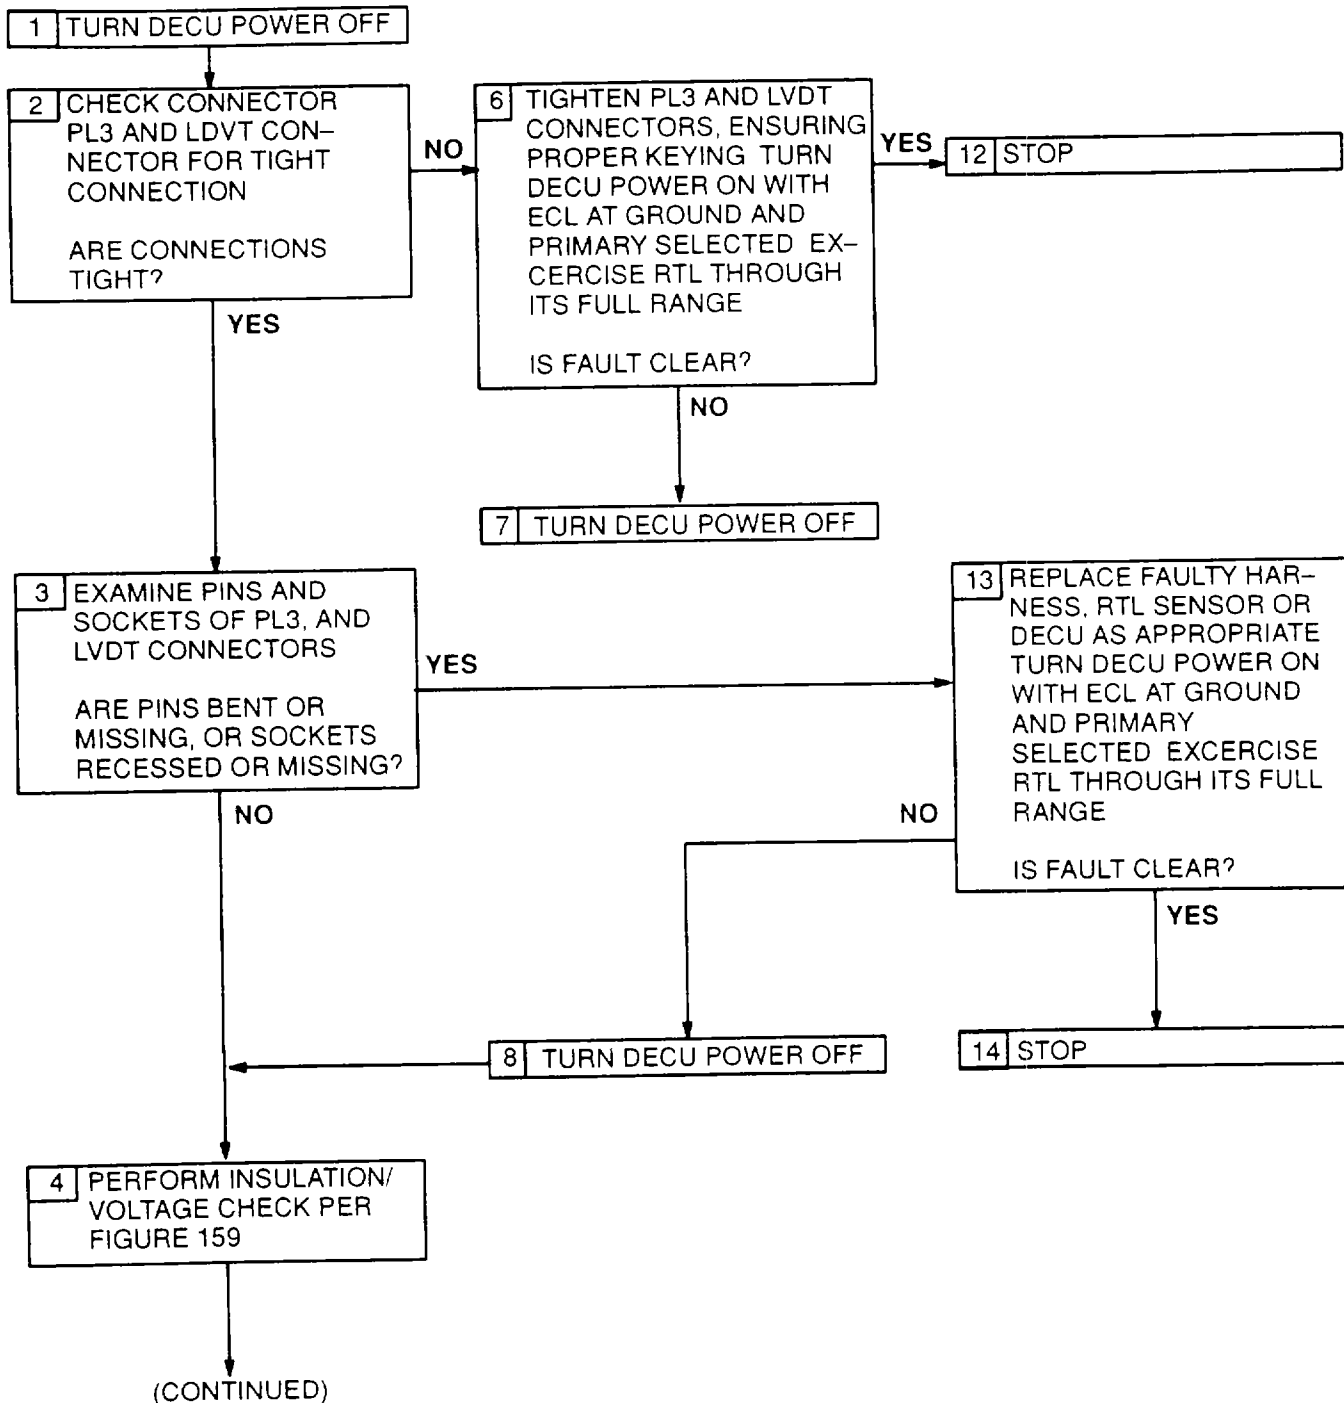 1 TURN DECU POWER OFF
2 CHECK CONNECTOR
PL3 AND LDVT CON–
NECTOR FOR TIGHT
CONNECTION
ARE CONNECTIONS
TIGHT?
NO
YES
6 TIGHTEN PL3 AND LVDT
CONNECTORS, ENSURING
PROPER KEYING TURN
DECU POWER ON WITH
ECL AT GROUND AND
PRIMARY SELECTED EX–
CERCISE RTL THROUGH
ITS FULL RANGE
IS FAULT CLEAR?
YES
NO
12 STOP
7 TURN DECU POWER OFF
3 EXAMINE PINS AND
SOCKETS OF PL3, AND
LVDT CONNECTORS
ARE PINS BENT OR
MISSING, OR SOCKETS
RECESSED OR MISSING?
YES
NO
13 REPLACE FAULTY HAR–
NESS, RTL SENSOR OR
DECU AS APPROPRIATE
TURN DECU POWER ON
WITH ECL AT GROUND
AND PRIMARY
SELECTED EXCERCISE
RTL THROUGH ITS FULL
RANGE
IS FAULT CLEAR?
NO
YES
8 TURN DECU POWER OFF
14 STOP
4 PERFORM INSULATION/
VOLTAGE CHECK PER
FIGURE 159
(CONTINUED)